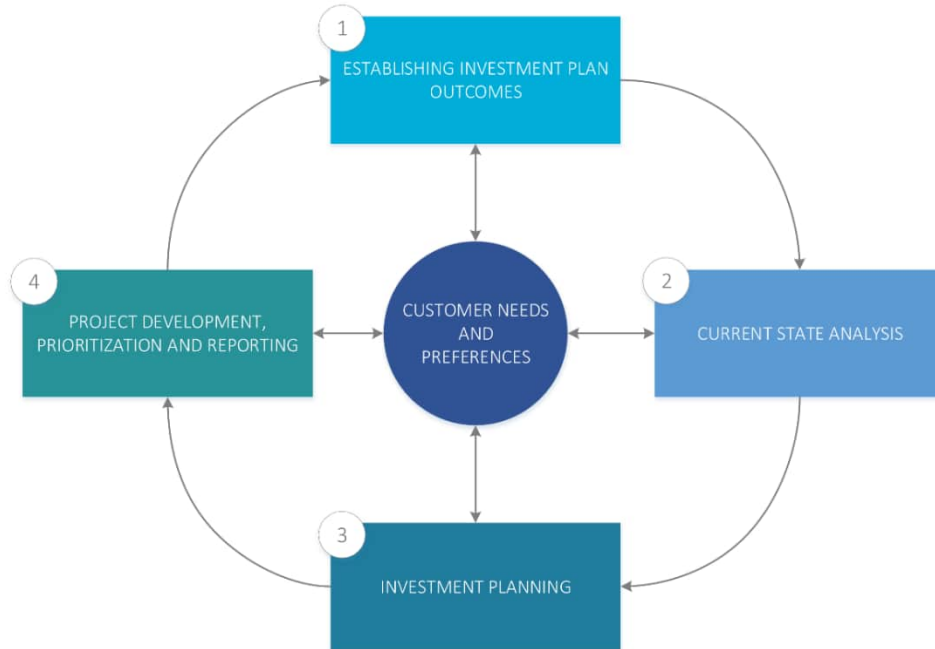 1
ESTABLISHING INVESTMENT PLAN
OUTCOMES
4
PROJECT DEVELOPMENT,
PRIORITIZATION AND REPORTING
CUSTOMER NEEDS
AND
PREFERENCES
2
CURRENT STATE ANALYSIS
3
INVESTMENT PLANNING